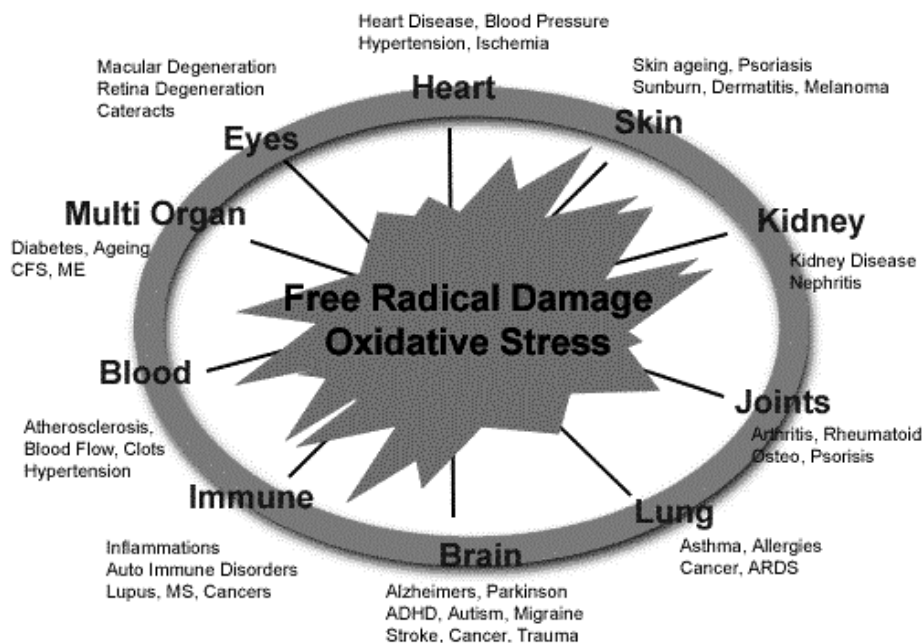 Heart Disease, Blood Pressure
Hypertension, Ischemia
Heart
Macular Degeneration
Retina Degeneration
Cateracts
Eyes
Skin ageing, Psoriasis
Sunburn, Dermatitis, Melanoma
Skin
Multi Organ
Diabetes, Ageing
CFS, ME
Kidney
Kidney Disease
Nephritis
Free Radical Damage
Oxidative Stress
Blood
Atherosclerosis,
Blood Flow, Clots
Hypertension
Joints
Arthritis, Rheumatoid
Osteo, Psorisis
Immune
Inflammations
Auto Immune Disorders
Lupus, MS, Cancers
Brain
Alzheimers, Parkinson
ADHD, Autism, Migraine
Stroke, Cancer, Trauma
Lung
Asthma, Allergies
Cancer, ARDS